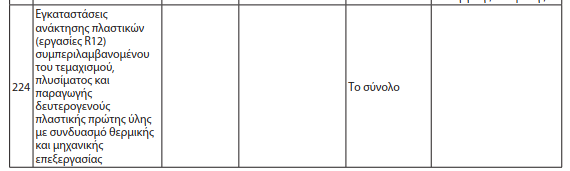 Εγκαταστάσεις
ανάκτησης πλαστικών
(εργασίες R12)
συμπεριλαμβανομένου
του τεμαχισμού,
224 πλυσίματος και Το σύνολο
παραγωγής
δευτερογενούς
πλαστικής πρώτης ύλης
με συνδυασμό θερμικής
και μηχανικής
επεξεργασίας